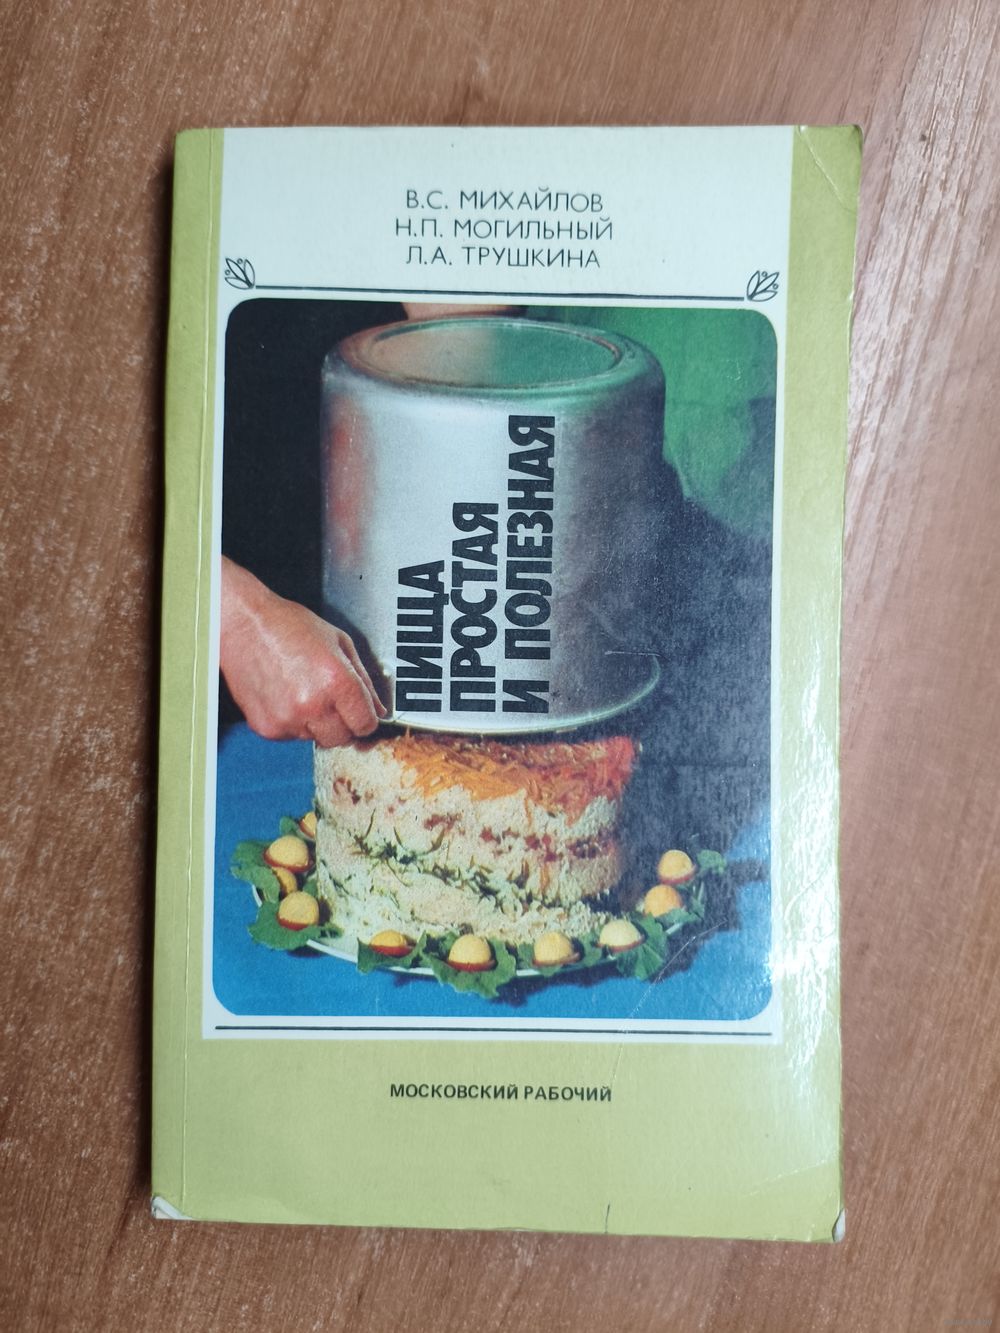 В.С. МИХАЙЛОВ
Н.П. МОГИЛЬНЫЙ
Л.А. ТРУШКИНА
ПИЩА
ПРОСТАЯ
И ПОЛЕЗНАЯ
МОСКОВСКИЙ РАБОЧИЙ